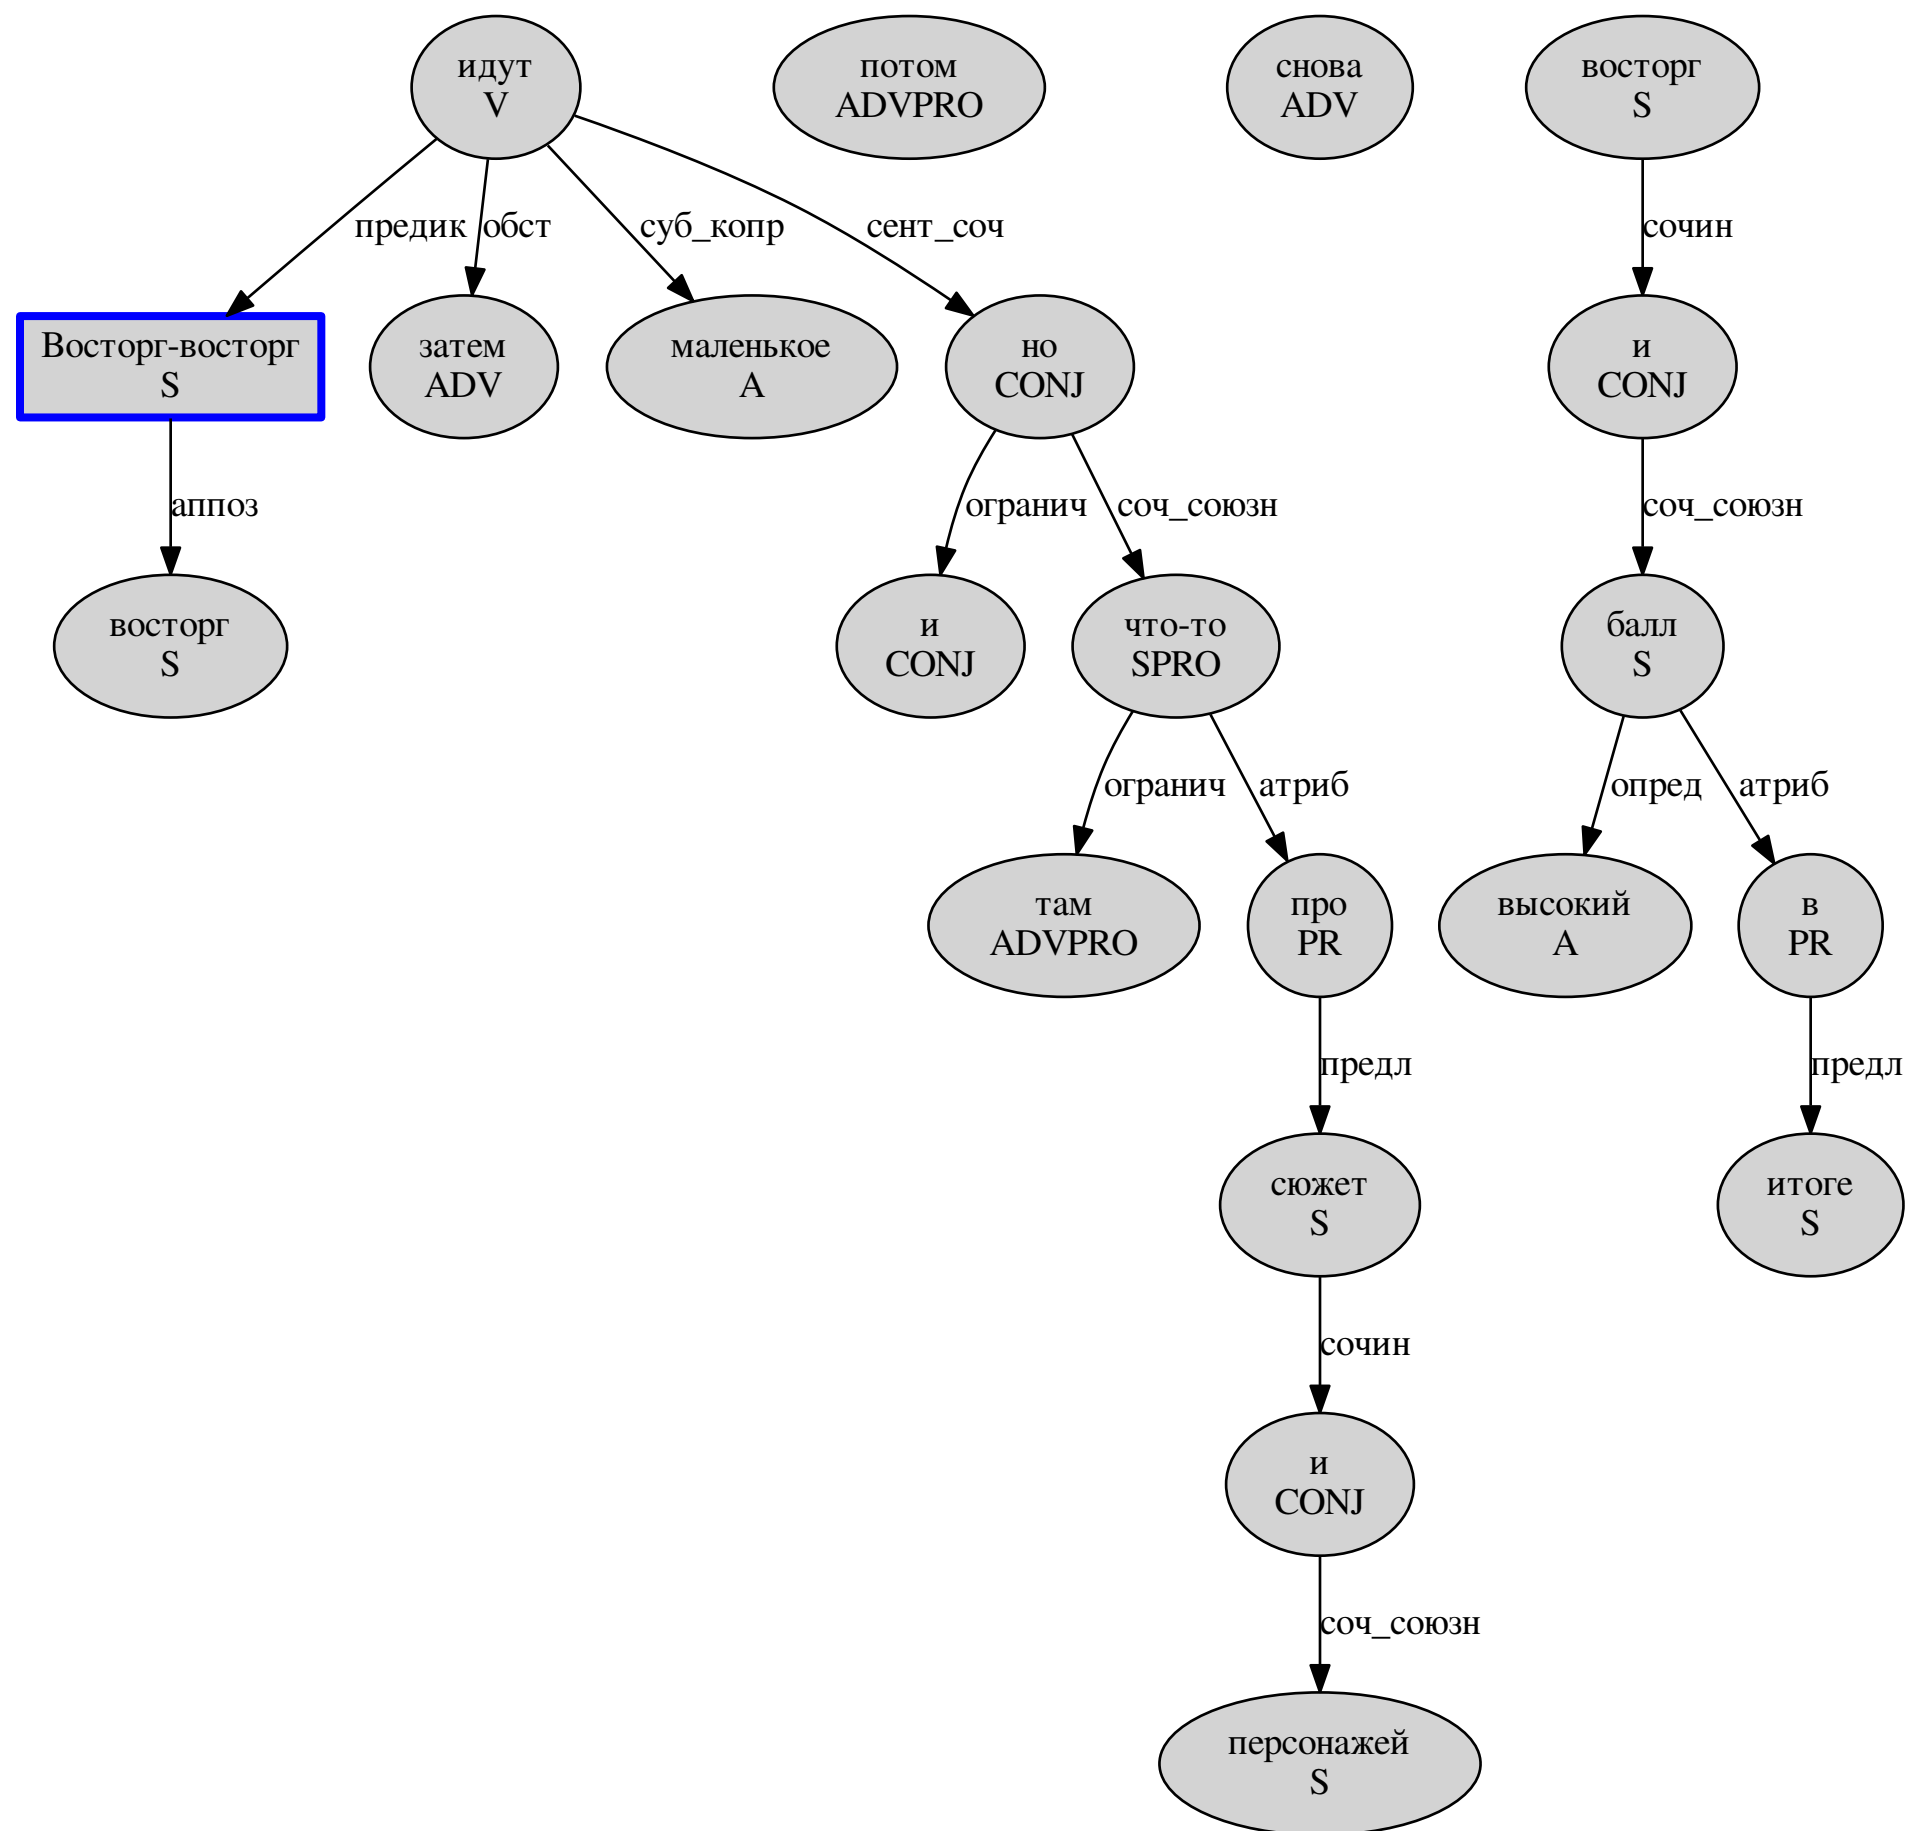 идут
V
потом
ADVPRO
снова
ADV
восторг
S
предик
обст
суб_копр
сент_соч
сочин
Восторг-восторг
S
затем
ADV
маленькое
A
но
CONJ
и
CONJ
аппоз
огранич
соч_союзн
соч_союзн
восторг
S
и
CONJ
что-то
SPRO
балл
S
огранич
атриб
опред
атриб
там
ADVPRO
про
PR
высокий
A
в
PR
предл
предл
сюжет
S
итоге
S
сочин
и
CONJ
соч_союзн
персонажей
S